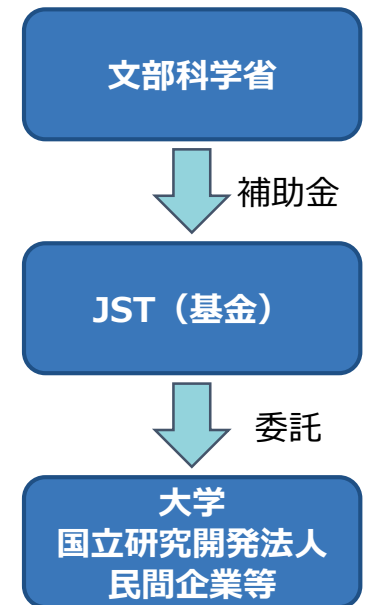 文部科学省
補助金
JST（基金）
委託
大学
国立研究開発法人
民間企業等